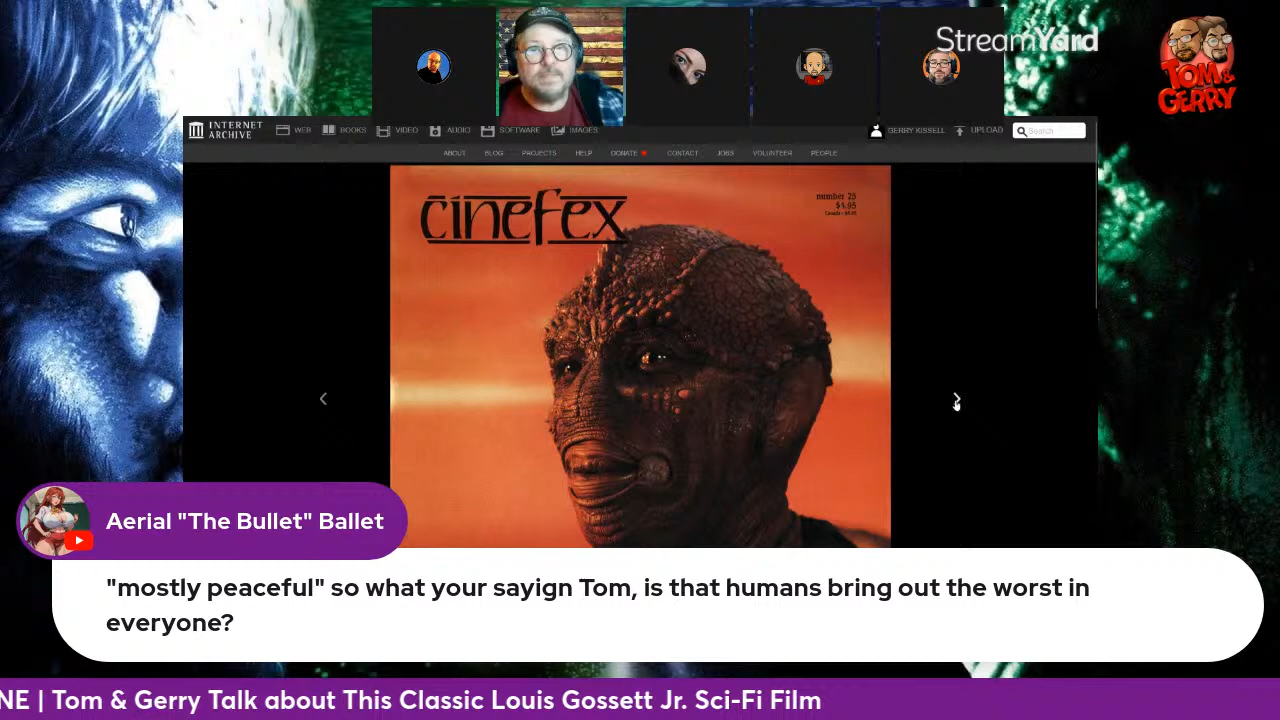 StreamYard
TOM &
GERRY
INTERNET
ARCHIVE
WEB
BOOKS
VIDEO
AUDIO
SOFTWARE
IMAGES
GERRY KISSELL
UPLOAD
Search
ABOUT
BLOG
PROJECTS
HELP
DONATE
CONTACT
JOBS
VOLUNTEER
PEOPLE
cinefex
number 25
$4.95
Aerial "The Bullet" Ballet
"mostly peaceful" so what your sayign Tom, is that humans bring out the worst in
everyone?
NE | Tom & Gerry Talk about This Classic Louis Gossett Jr. Sci-Fi Film